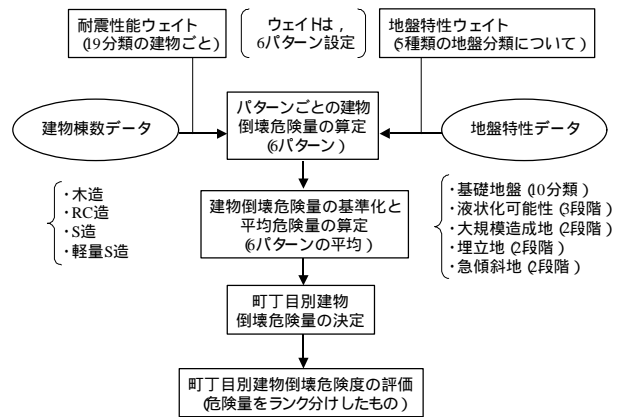 耐震性能ウェイト
(19分類の建物ごと)
ウェイトは，
6パターン設定
地盤特性ウェイト
(5種類の地盤分類について)
建物棟数データ
パターンごとの建物
倒壊危険量の算定
(6パターン)
地盤特性データ
・木造
・RC造
・S造
・軽量S造
建物倒壊危険量の基準化と
平均危険量の算定
(6パターンの平均)
・基礎地盤(10分類)
・液状化可能性(3段階)
・大規模造成地(2段階)
・埋立地(2段階)
・急傾斜地(2段階)
町丁目別建物
倒壊危険量の決定
町丁目別建物倒壊危険度の評価
(危険量をランク分けしたもの)